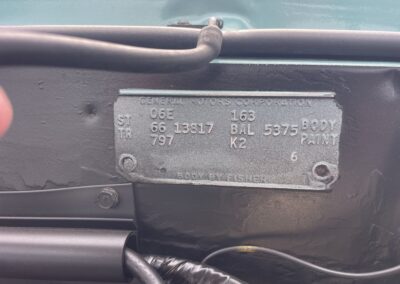 GENERAL MOTORS CORPORATION
06E 163
ST 66 13817 BAL 5375 BODY
TR 797 K2 PAINT
6
BODY BY FISHER